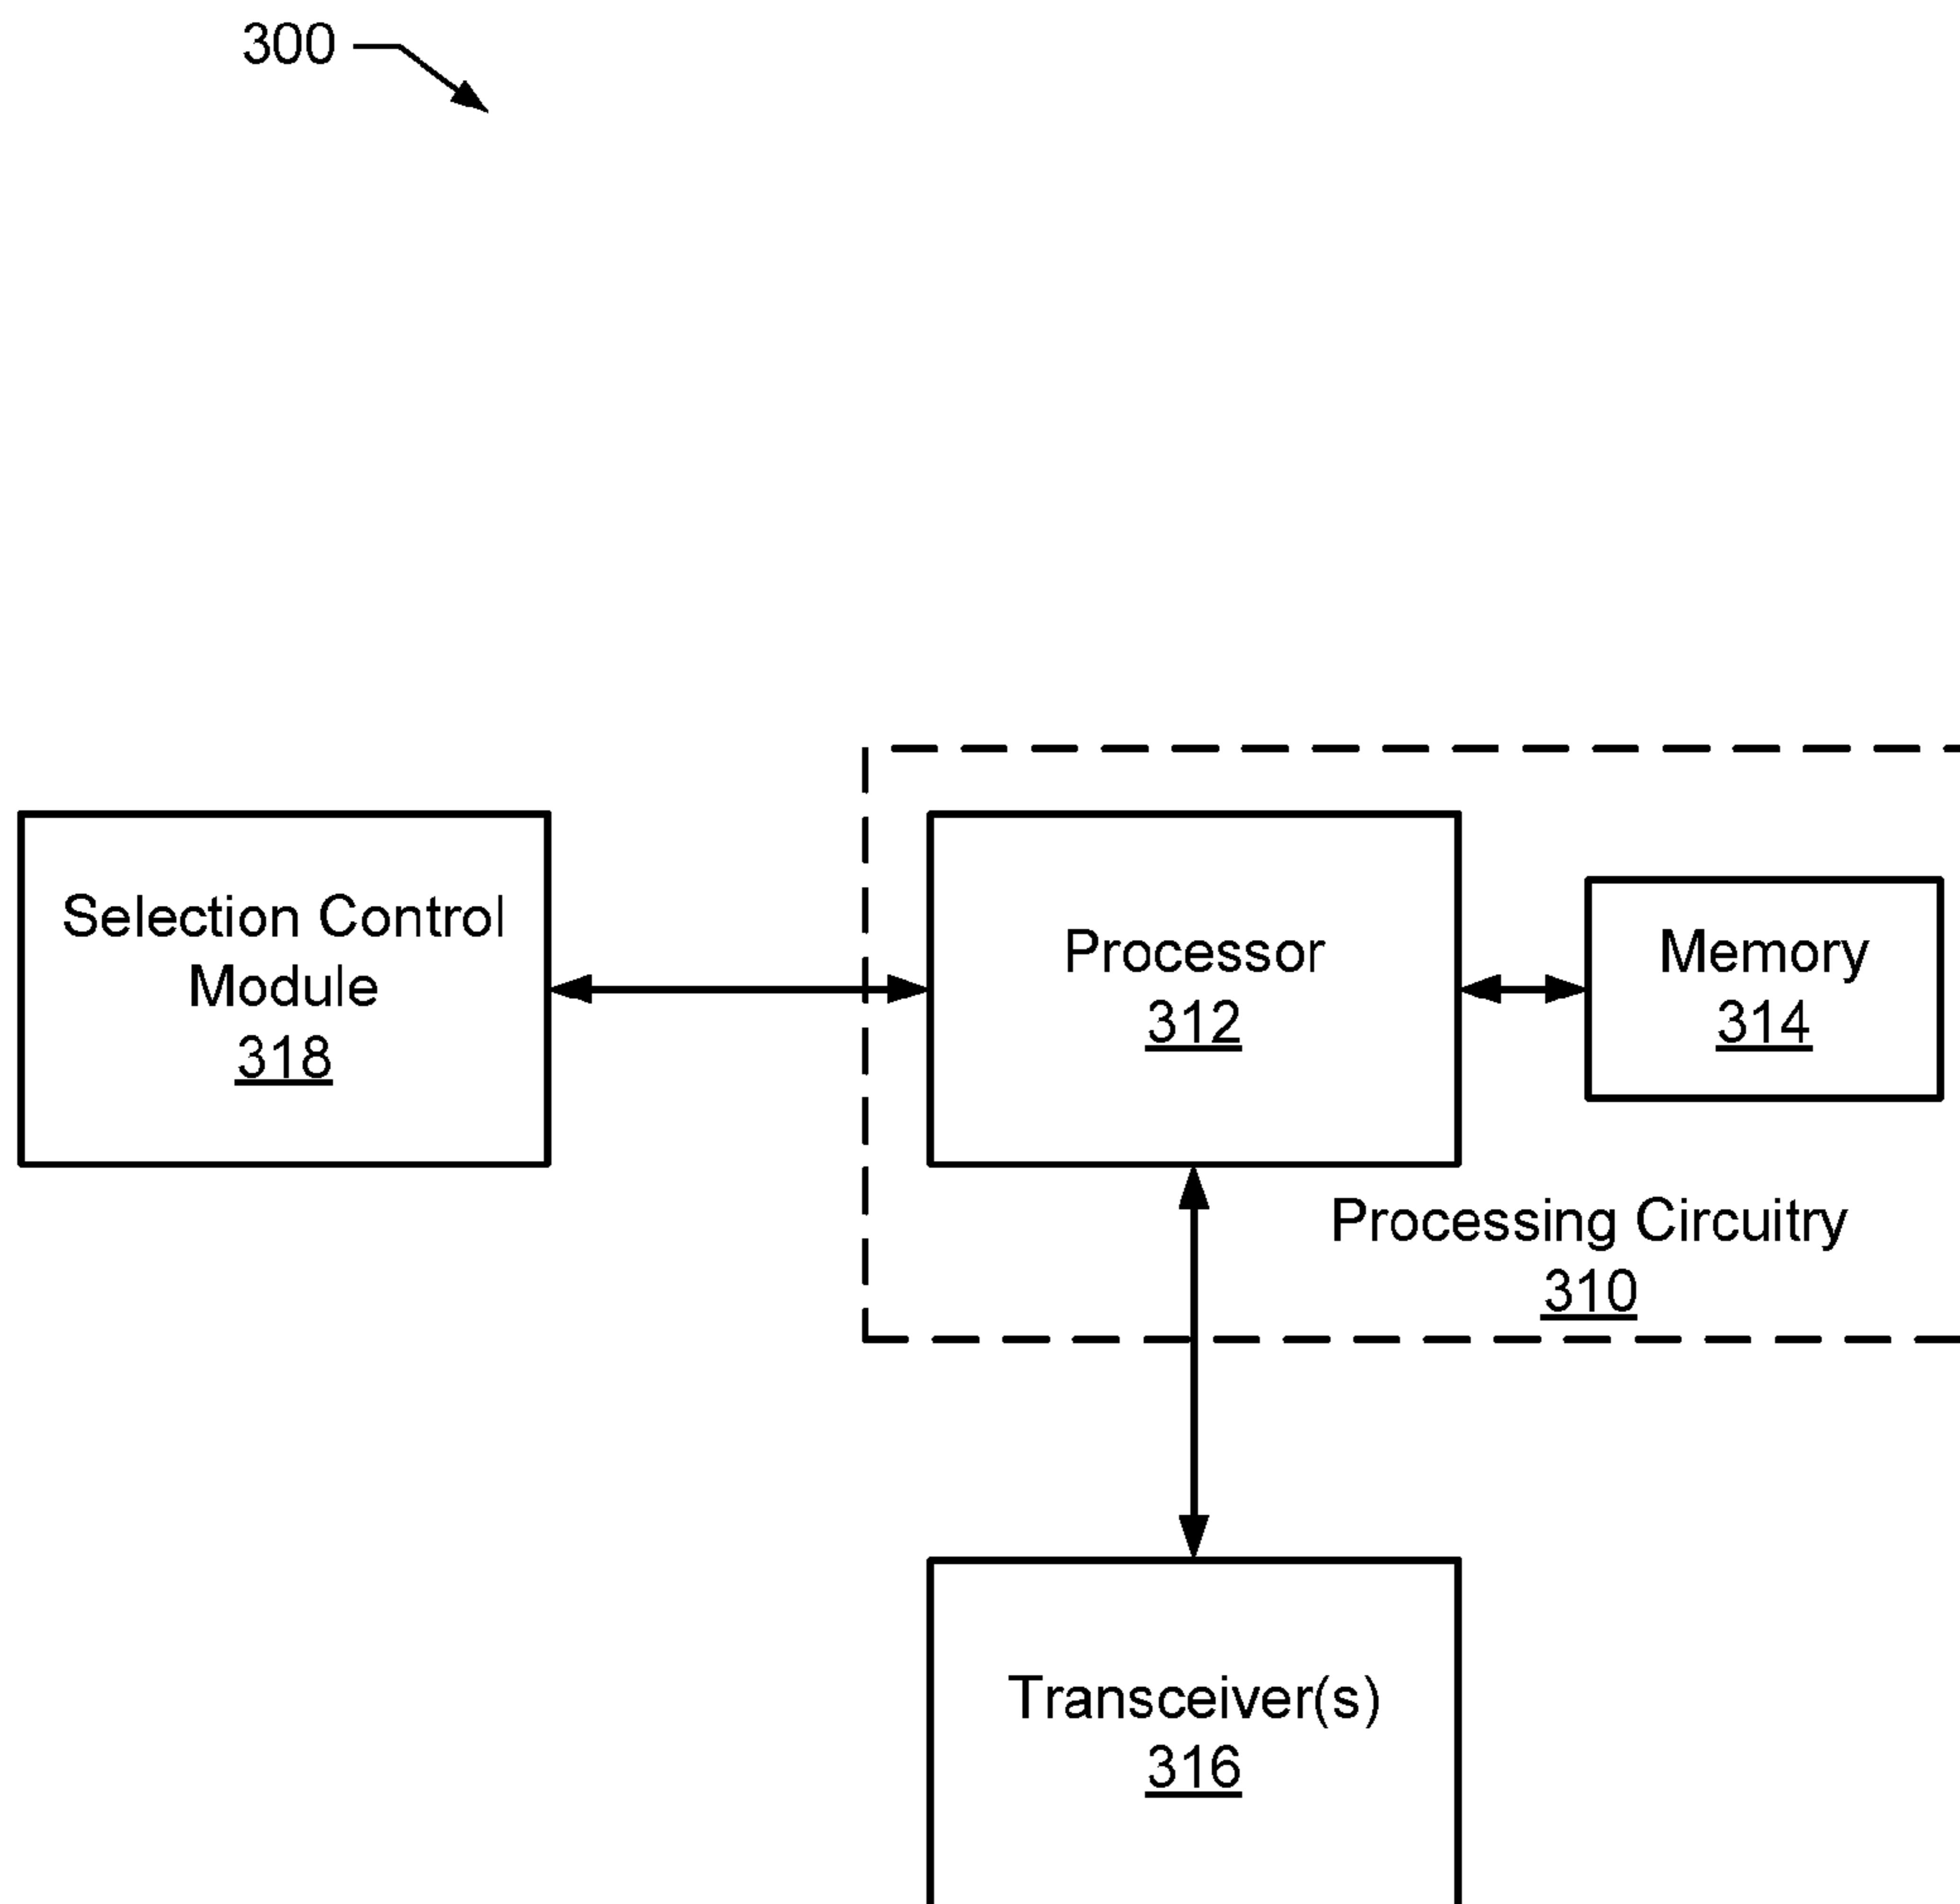 300
Selection Control
Module
318
Processor
312
Memory
314
Processing Circuitry
310
Transceiver(s)
316